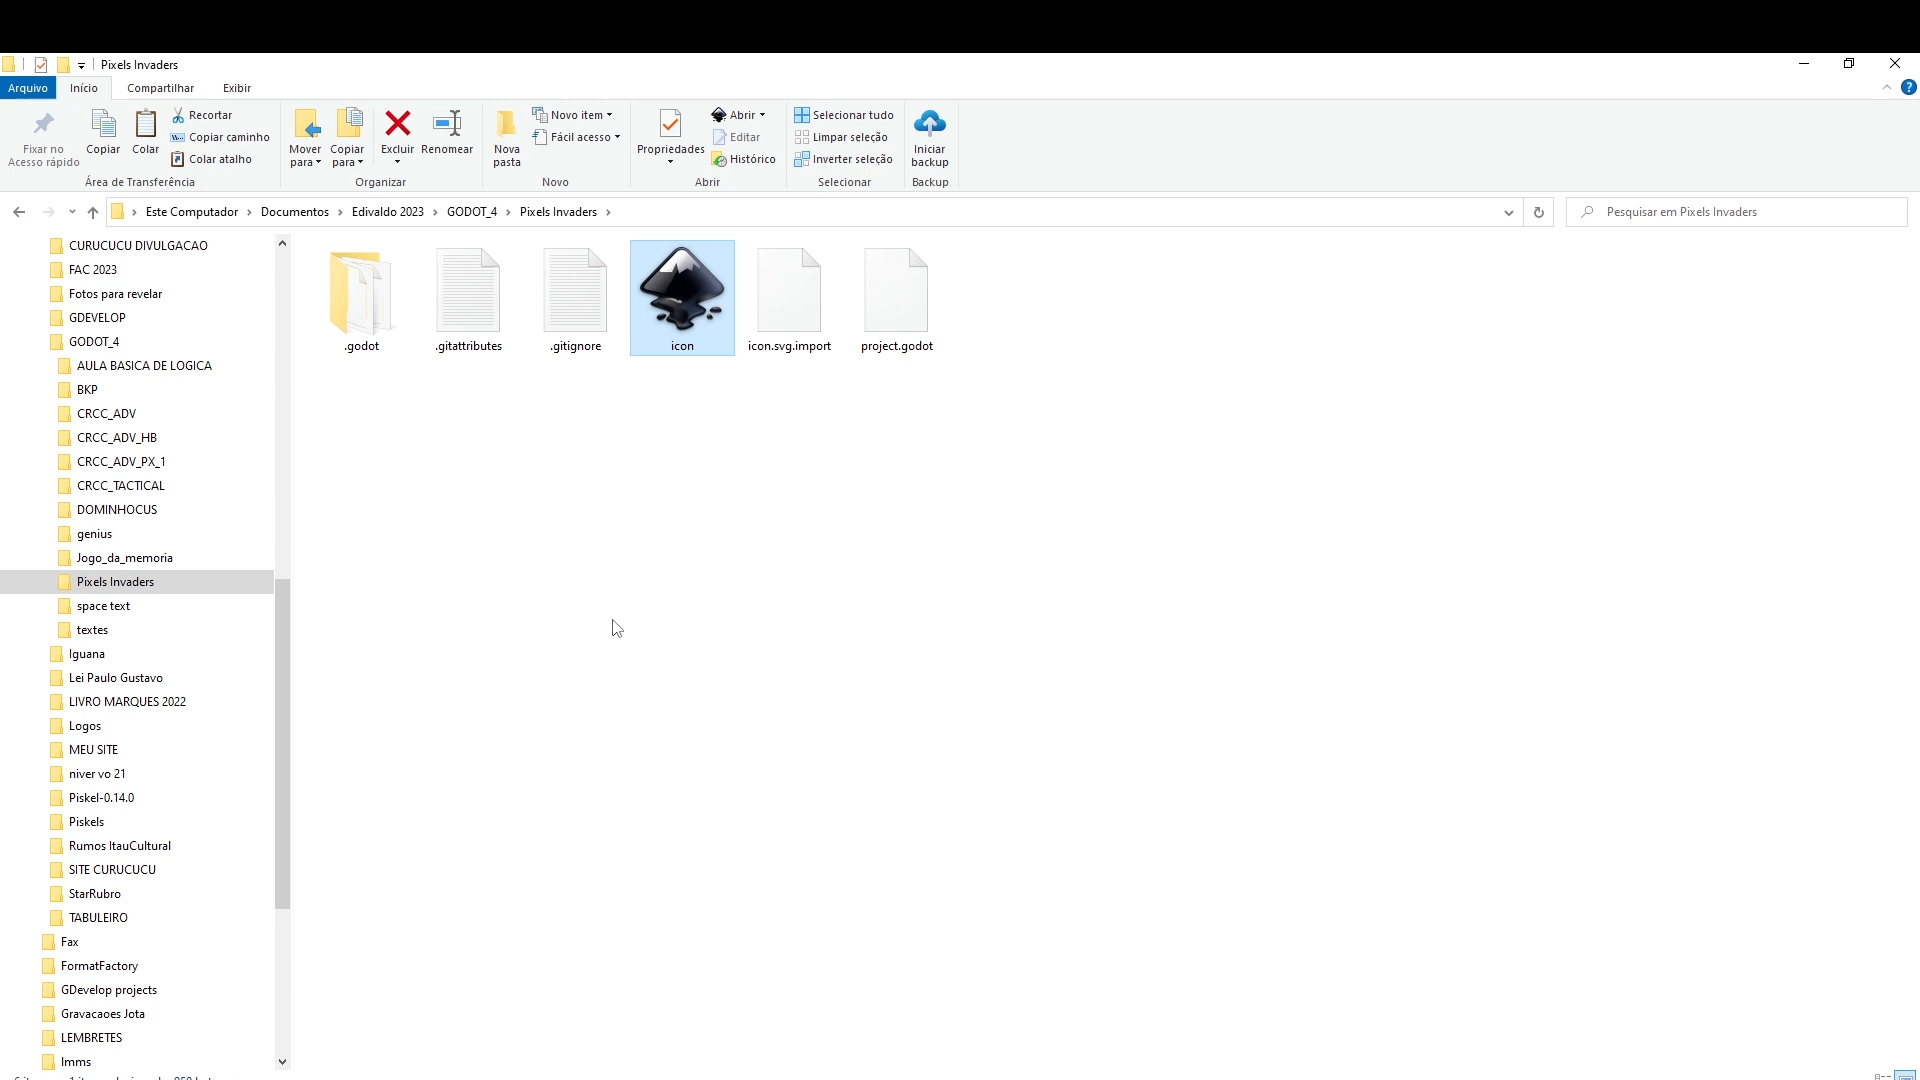 Pixels Invaders
Arquivo Início Compartilhar Exibir
Fixar no Acesso rápido
Copiar
Colar
Recortar
Copiar caminho
Colar atalho
Área de Transferência
Mover para
Copiar para
Excluir
Renomear
Organizar
Nova pasta
Novo item
Fácil acesso
Novo
Propriedades
Abrir
Editar
Histórico
Abrir
Selecionar tudo
Limpar seleção
Inverter seleção
Selecionar
Iniciar backup
Backup
Este Computador › Documentos › Edivaldo 2023 › GODOT_4 › Pixels Invaders ›
Pesquisar em Pixels Invaders
CURUCUCU DIVULGACAO
FAC 2023
Fotos para revelar
GDEVELOP
GODOT_4
AULA BASICA DE LOGICA
BKP
CRCC_ADV
CRCC_ADV_HB
CRCC_ADV_PX_1
CRCC_TACTICAL
DOMINHOCUS
genius
Jogo_da_memoria
Pixels Invaders
space text
textes
Iguana
Lei Paulo Gustavo
LIVRO MARQUES 2022
Logos
MEU SITE
niver vo 21
Piskel-0.14.0
Piskels
Rumos ItauCultural
SITE CURUCUCU
StarRubro
TABULEIRO
Fax
FormatFactory
GDevelop projects
Gravacaoes Jota
LEMBRETES
lmms
.godot
.gitattributes
.gitignore
icon
icon.svg.import
project.godot